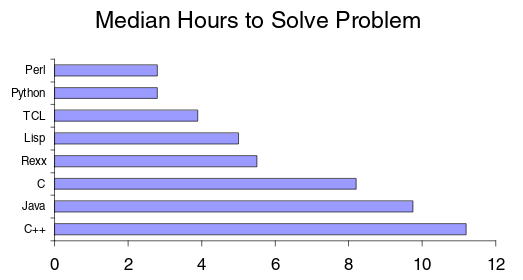 Median Hours to Solve Problem
Perl
Python
TCL
Lisp
Rexx
C
Java
C++
0 2 4 6 8 10 12